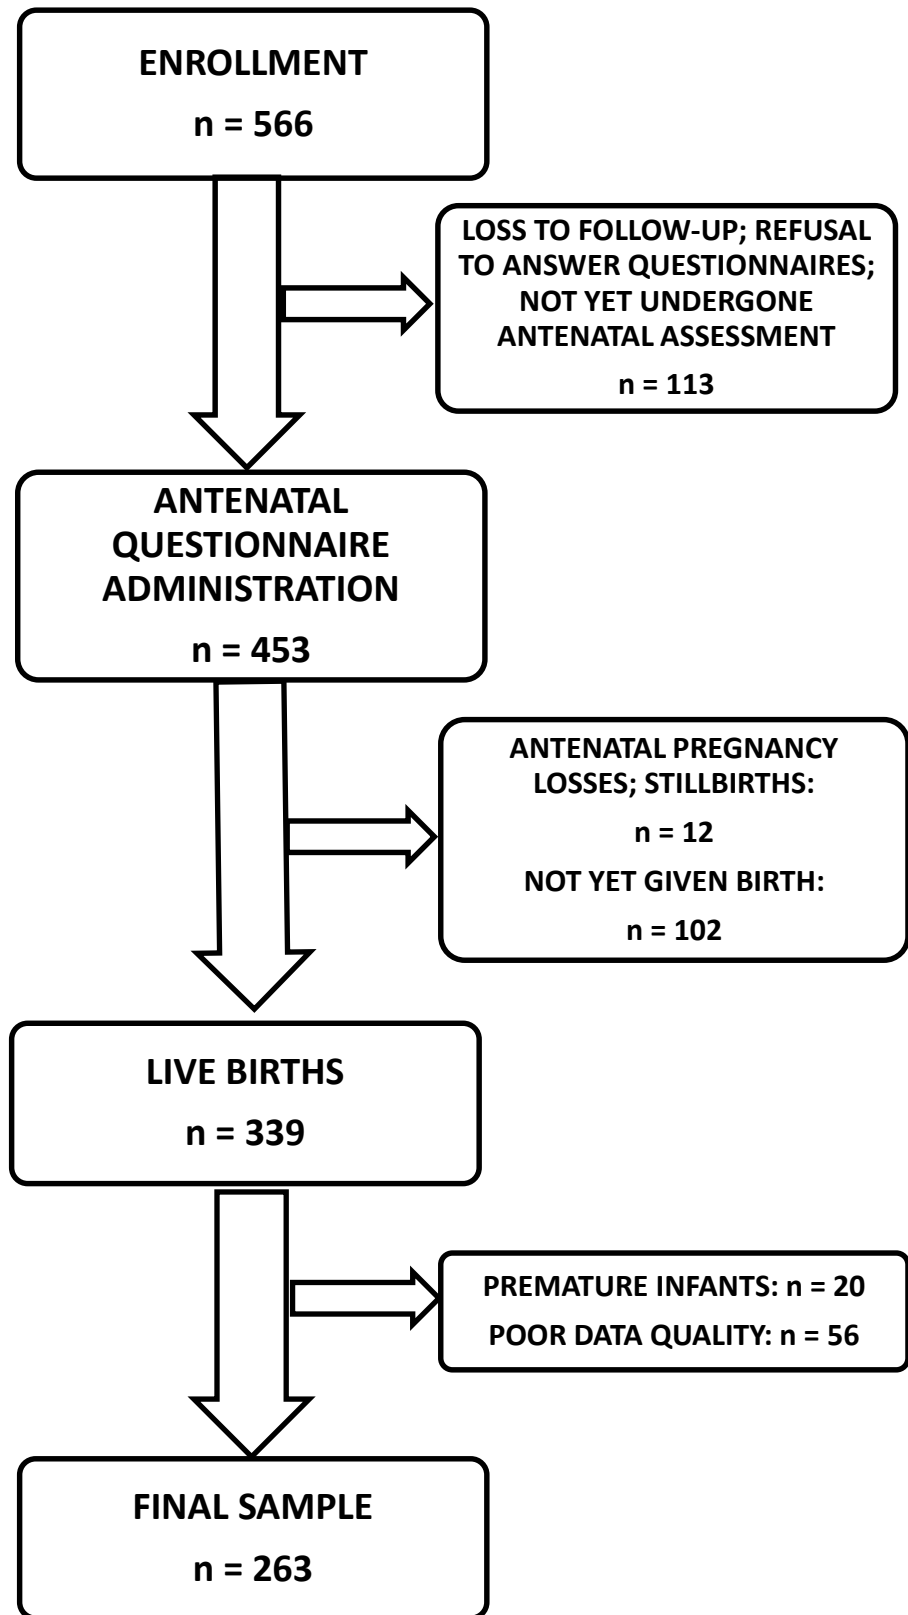 ENROLLMENT
n = 566
LOSS TO FOLLOW-UP; REFUSAL
TO ANSWER QUESTIONNAIRES;
NOT YET UNDERGONE
ANTENATAL ASSESSMENT
n = 113
ANTENATAL
QUESTIONNAIRE
ADMINISTRATION
n = 453
ANTENATAL PREGNANCY
LOSSES; STILLBIRTHS:
n = 12
NOT YET GIVEN BIRTH:
n = 102
LIVE BIRTHS
n = 339
PREMATURE INFANTS: n = 20
POOR DATA QUALITY: n = 56
FINAL SAMPLE
n = 263